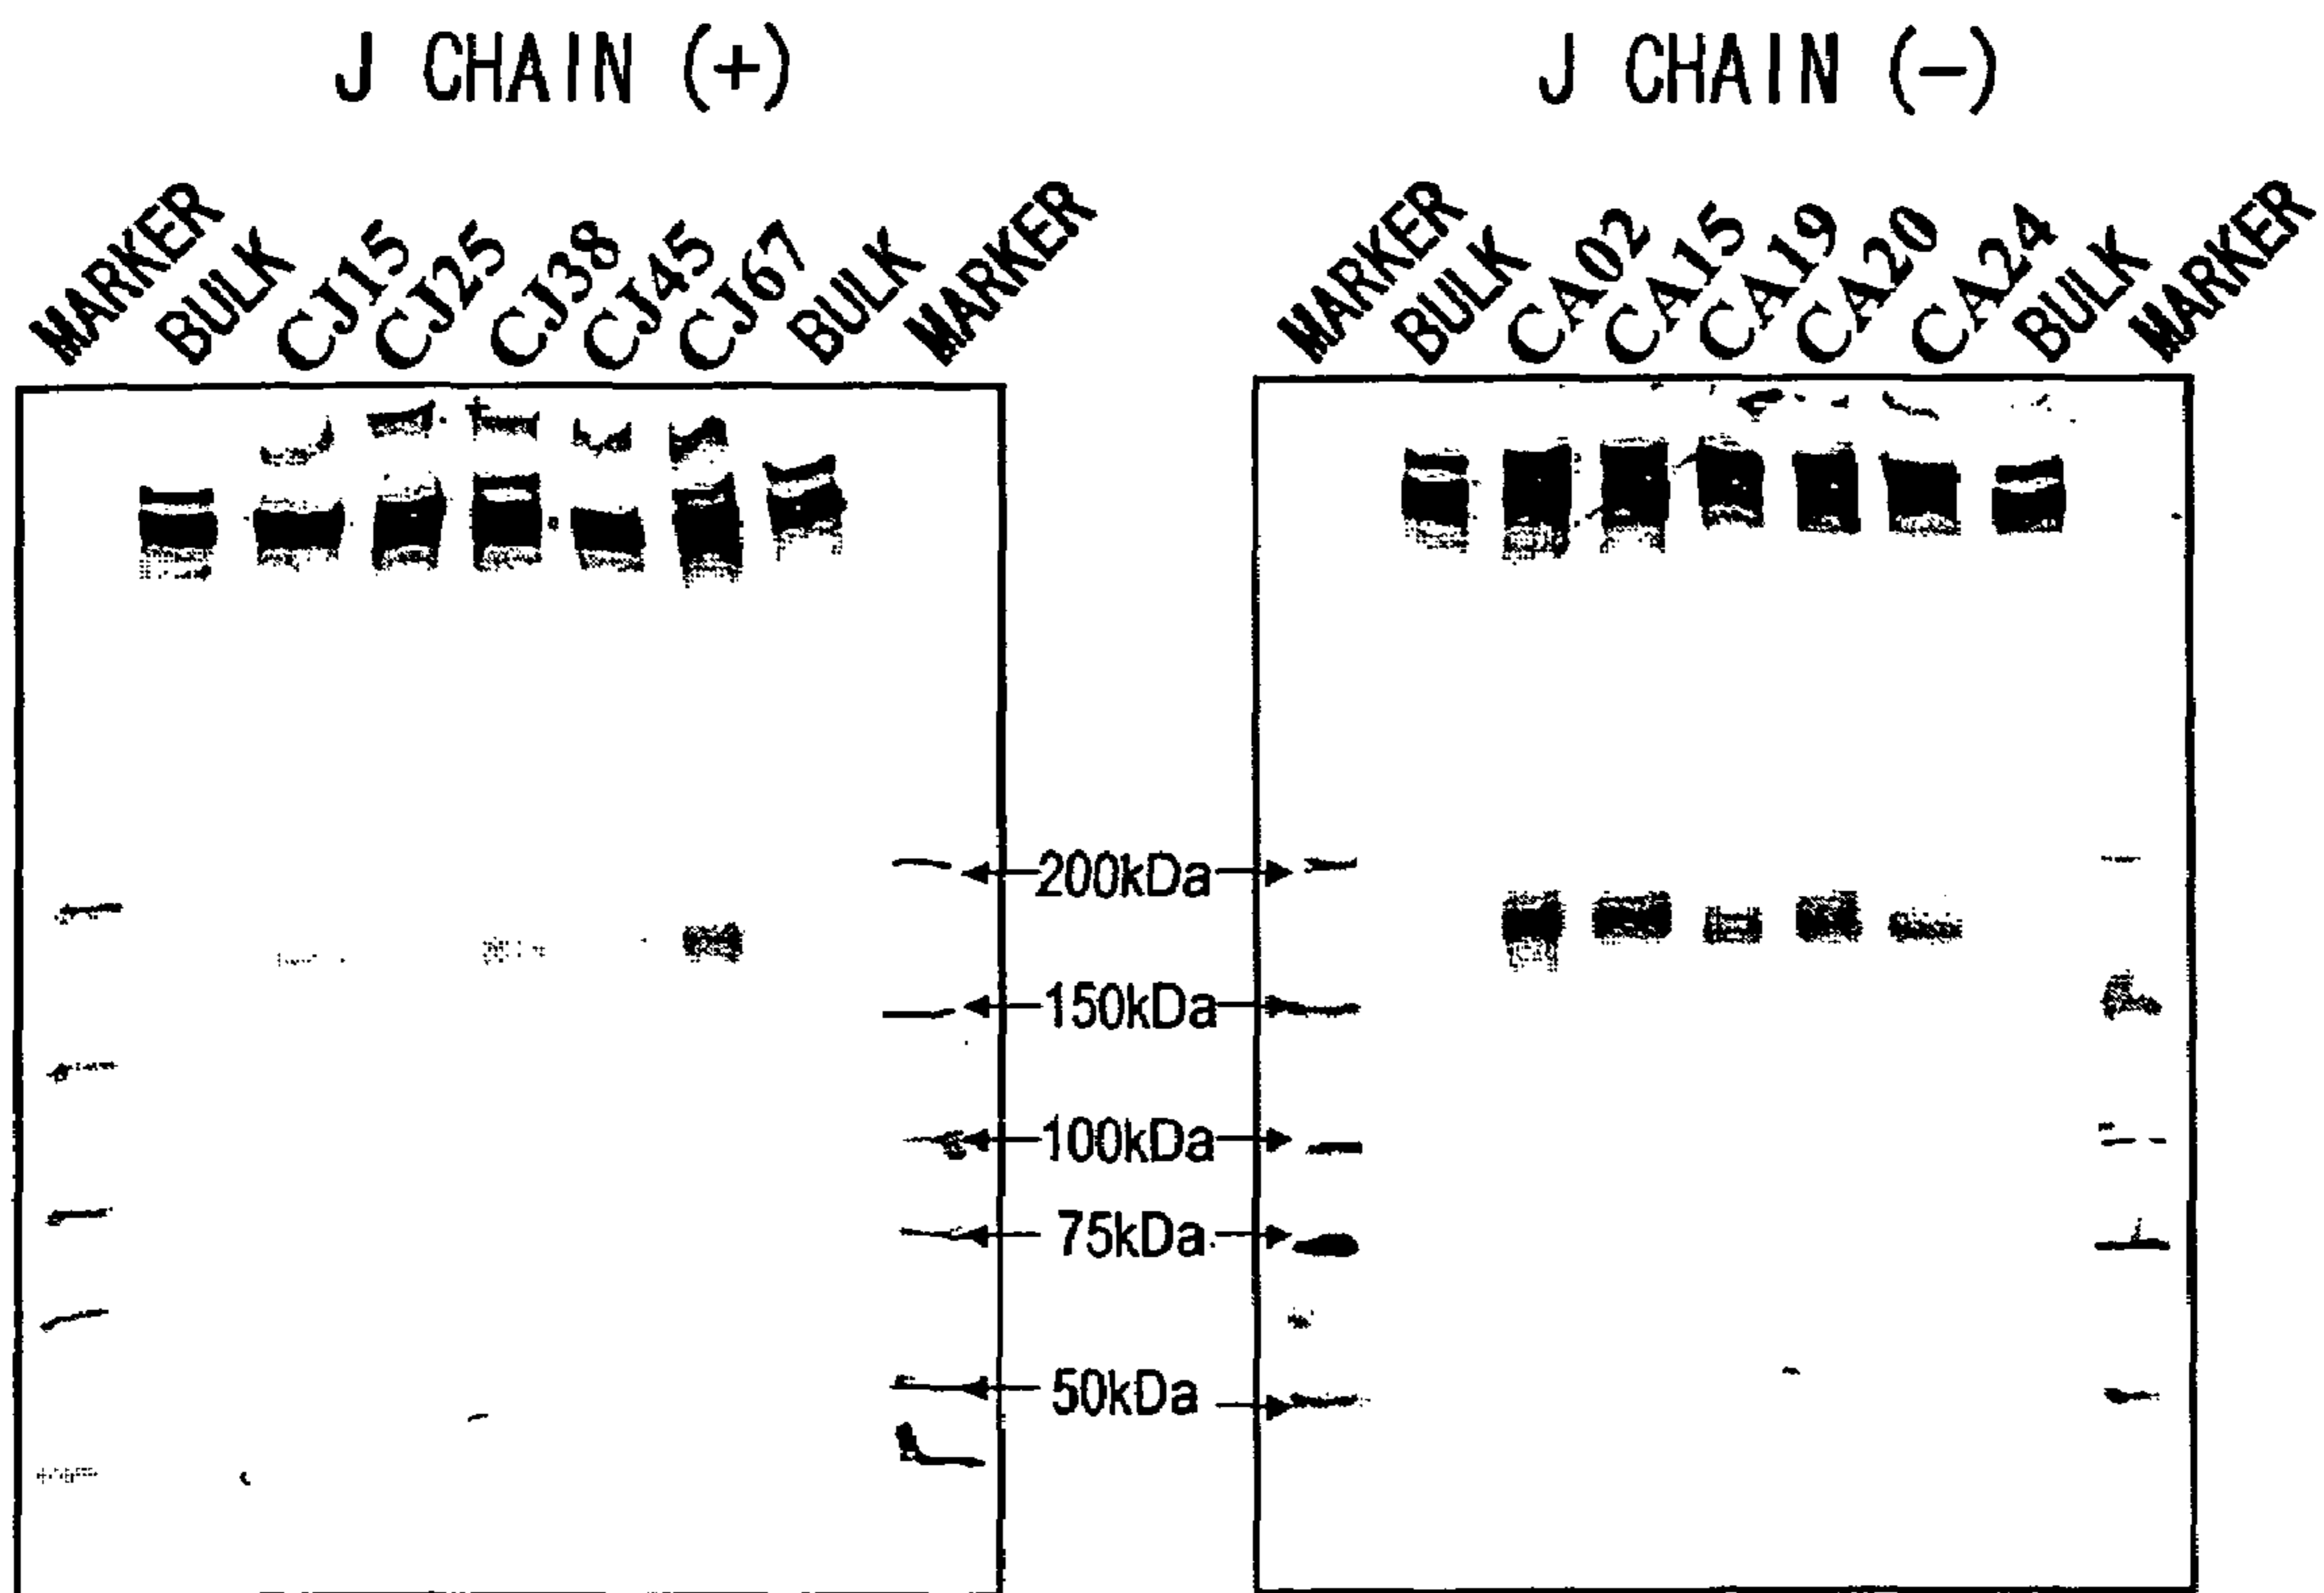 J CHAIN (+)
J CHAIN (−)
MARKER
BULK
CJ15
CJ25
CJ38
CJ45
CJ67
BULK
MARKER
MARKER
BULK
CA02
CA15
CA19
CA20
CA24
BULK
MARKER
200kDa
150kDa
100kDa
75kDa
50kDa